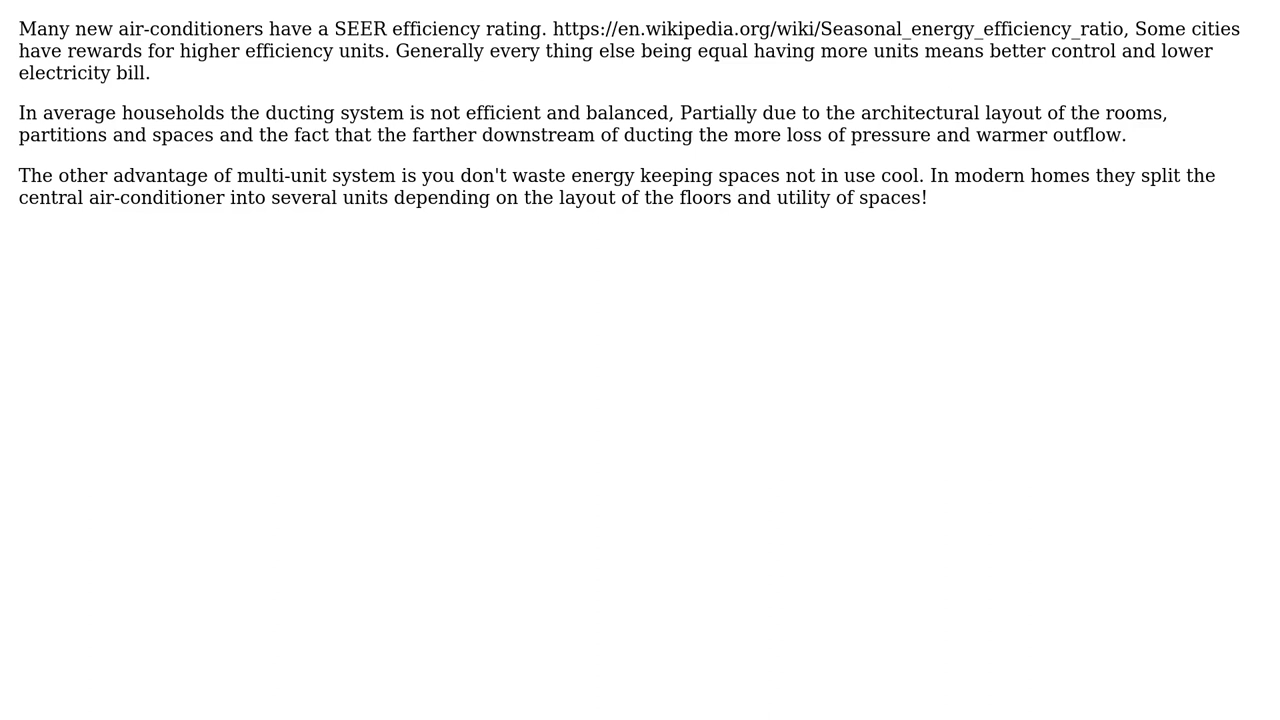 Many new air-conditioners have a SEER efficiency rating. https://en.wikipedia.org/wiki/Seasonal_energy_efficiency_ratio, Some cities
have rewards for higher efficiency units. Generally every thing else being equal having more units means better control and lower
electricity bill.
In average households the ducting system is not efficient and balanced, Partially due to the architectural layout of the rooms,
partitions and spaces and the fact that the farther downstream of ducting the more loss of pressure and warmer outflow.
The other advantage of multi-unit system is you don't waste energy keeping spaces not in use cool. In modern homes they split the
central air-conditioner into several units depending on the layout of the floors and utility of spaces!